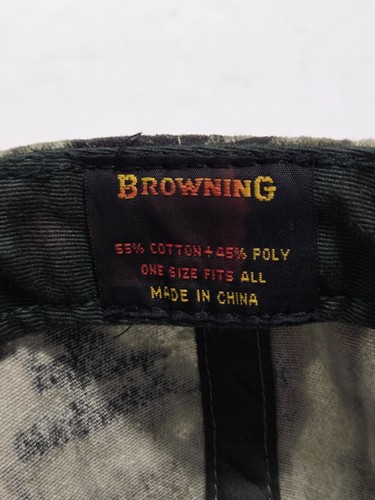 BROWNING
55% COTTON+45% POLY
ONE SIZE FITS ALL
MADE IN CHINA